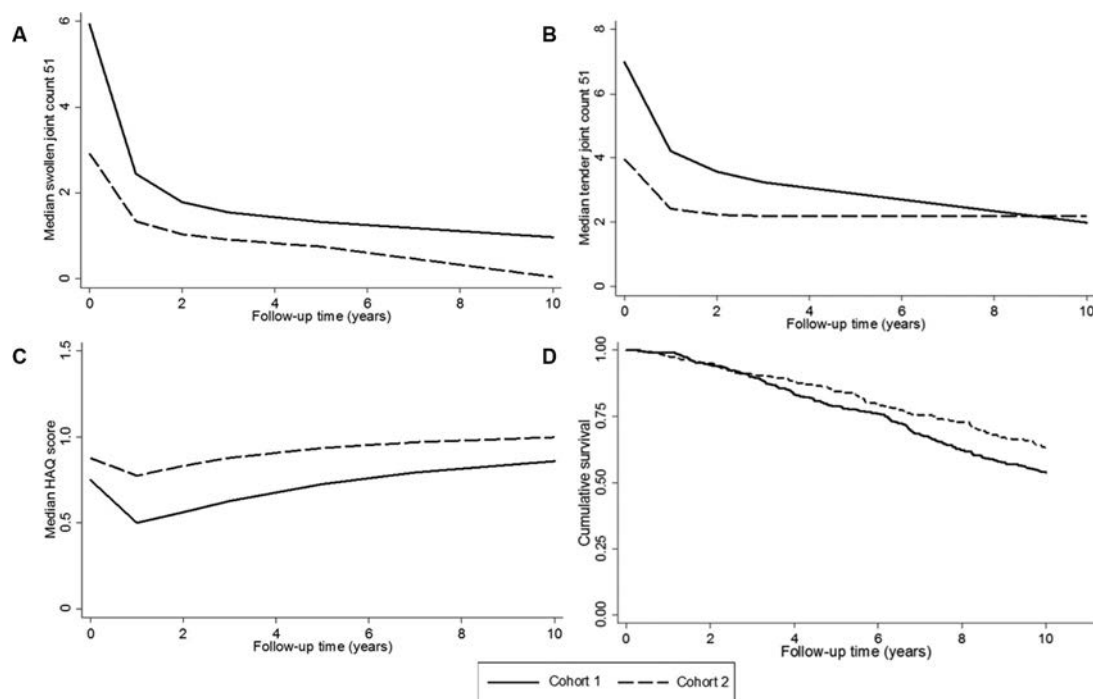 A
Median swollen joint count 51
6
4
2
0
0 2 4 6 8 10
Follow-up time (years)
B
Median tender joint count 51
8
6
4
2
0
0 2 4 6 8 10
Follow-up time (years)
C
Median HAQ score
1.5
1.0
0.5
0
0 2 4 6 8 10
Follow-up time (years)
D
Cumulative survival
1.00
0.75
0.50
0.25
0.00
0 2 4 6 8 10
Follow-up time (years)
Cohort 1 Cohort 2